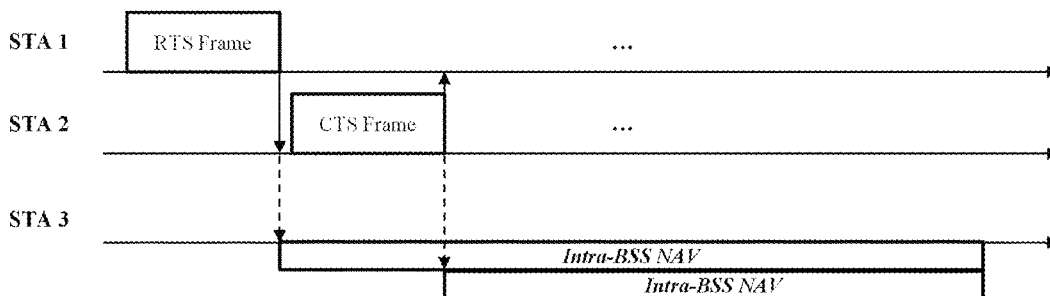 STA 1
RTS Frame
...
STA 2
CTS Frame
...
STA 3
Intra-BSS NAV
Intra-BSS NAV